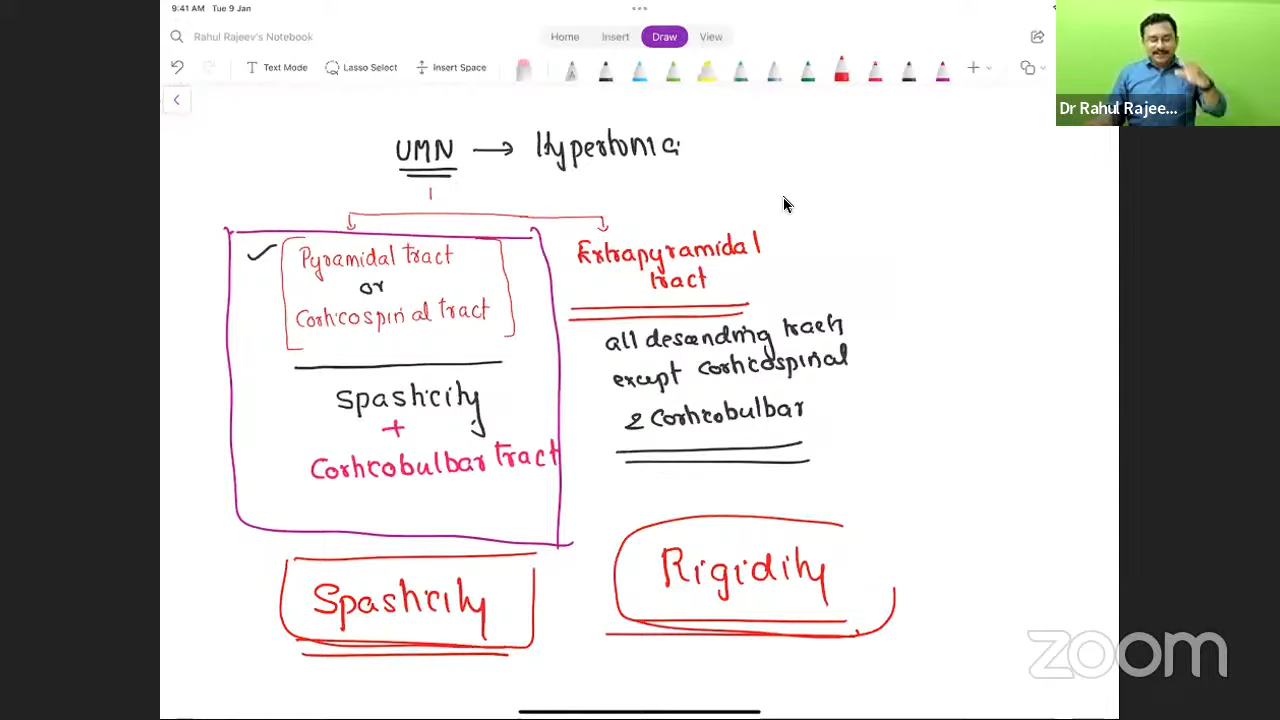 9:41 AM Tue 9 Jan
Rahul Rajeev's Notebook
Home Insert Draw View
Text Mode Lasso Select Insert Space
Dr Rahul Rajee...
UMN → Hypertonia
Pyramidal tract
or
Corticospinal tract
Spasticity
+
Corticobulbar tract
Extrapyramidal
tract
all descending tracts
except corticospinal
& Corticobulbar
Spasticity
Rigidity
zoom